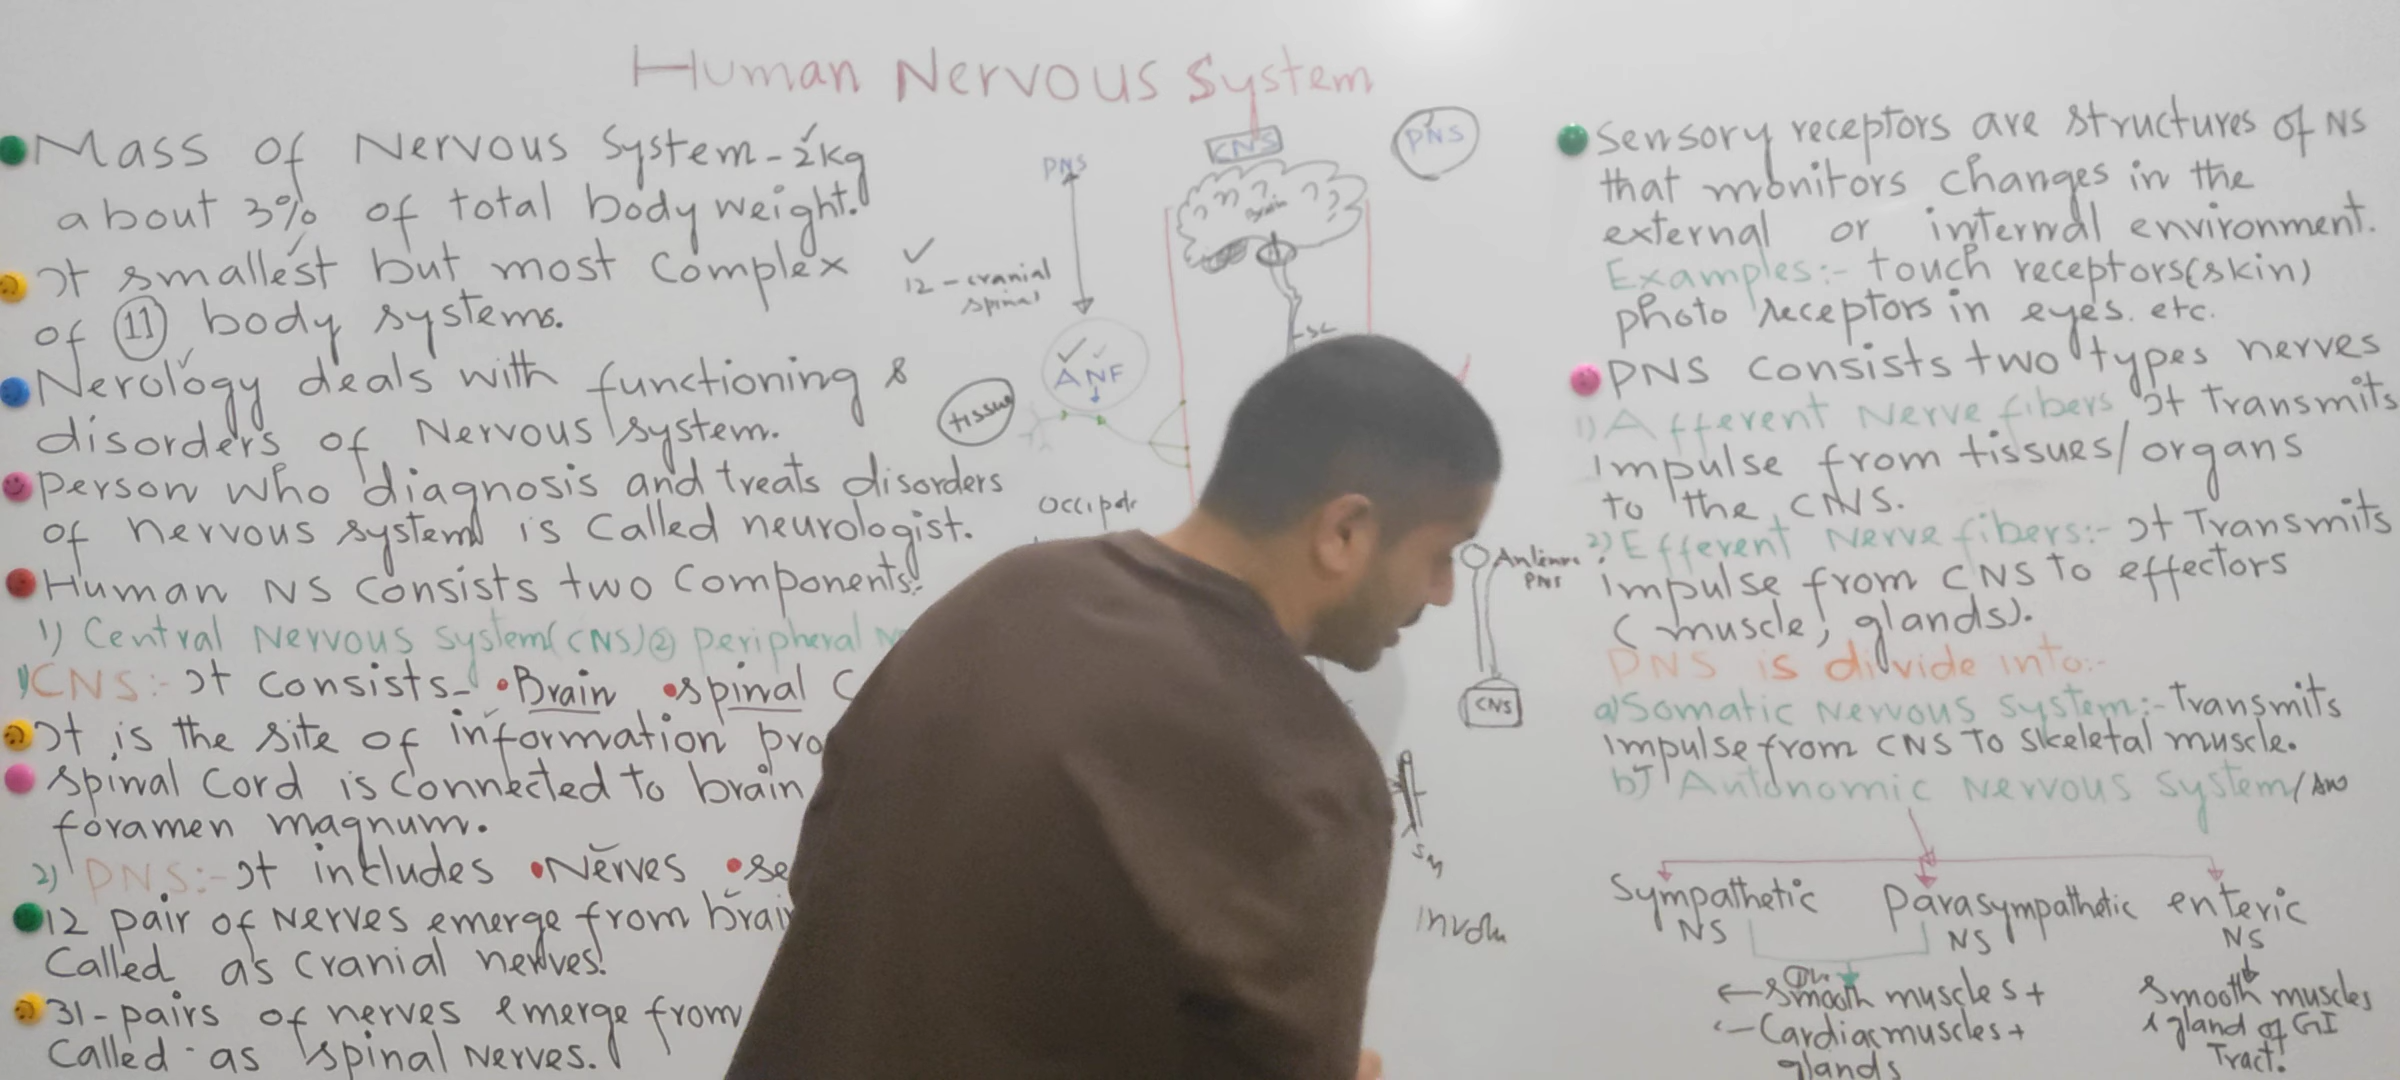 Human Nervous System
Mass of Nervous System - 2kg
about 3% of total body weight.
It smallest but most complex
of 11 body systems.
Nerology deals with functioning &
disorders of Nervous system.
person who diagnosis and treats disorders
of nervous system is called neurologist.
Human NS consists two components:
1) Central Nervous System (CNS) 2) peripheral
1) CNS:- It consists - • Brain • spinal
It is the site of information
Spinal cord is connected to brain
foramen magnum.
2) PNS:- It includes • Nerves
12 pair of nerves emerge from brain
called as cranial nerves.
31-pairs of nerves emerge from
called as spinal nerves.
PNS
12 - cranial
spinal
ANF
tissue
CNS
Brain
SC
PNS
PNS
CNS
SM
Sensory receptors are structures of NS
that monitors changes in the
external or internal environment.
Examples:- touch receptors (skin)
photo receptors in eyes. etc.
PNS consists two types nerves
1) Afferent Nerve fibers It Transmits
impulse from tissues/organs
to the CNS.
2) Efferent Nerve fibers:- It Transmits
impulse from CNS to effectors
(muscle, glands).
PNS is divide into:-
a) Somatic Nervous System:- Transmits
impulse from CNS to skeletal muscle.
b) Autonomic Nervous System/
Sympathetic NS
Parasympathetic NS
enteric NS
Smooth muscles +
Cardiac muscles +
glands
Smooth muscles
& gland of GI
Tract.